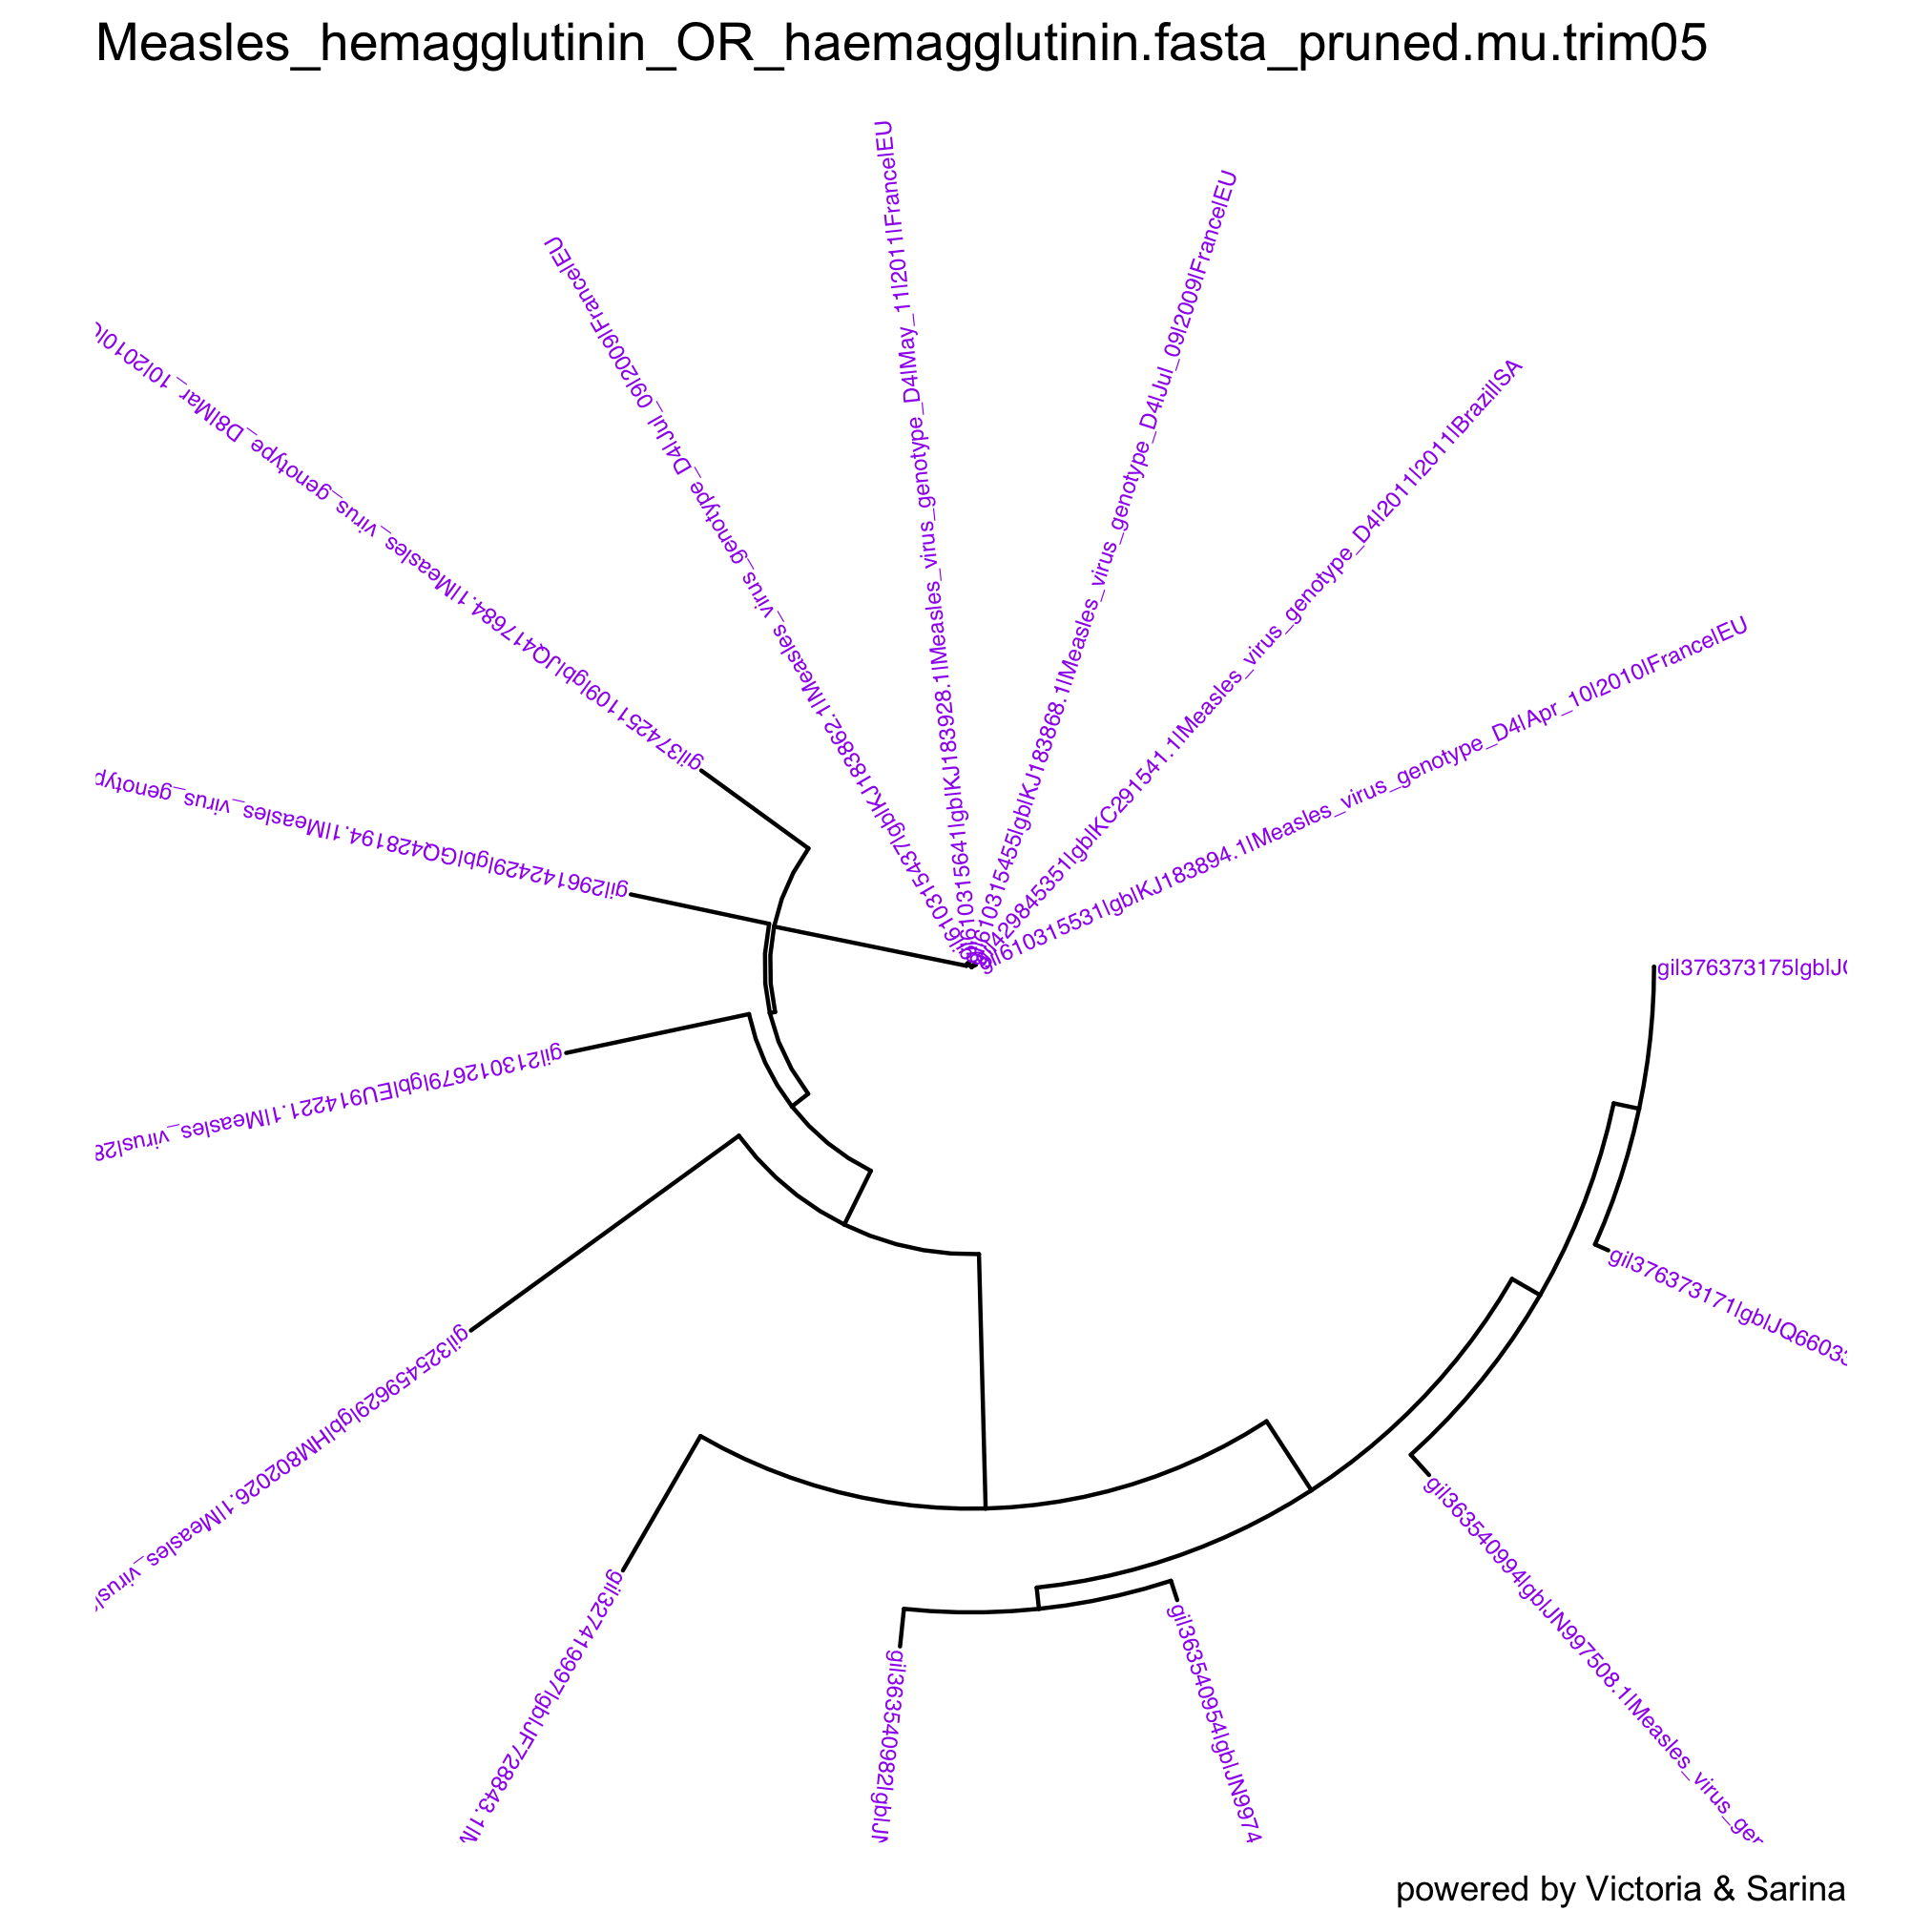 Measles_hemagglutinin_OR_haemagglutinin.fasta_pruned.mu.trim05
gi|610315641|gb|KJ183928.1|Measles_virus_genotype_D4|May_11|2011|France|EU
gi|610315455|gb|KJ183868.1|Measles_virus_genotype_D4|Jul_09|2009|France|EU
gi|610315437|gb|KJ183862.1|Measles_virus_genotype_D4|Jul_09|2009|France|EU
gi|374251109|gb|JQ417684.1|Measles_virus_genotype_D8|Mar_10|2010|
gi|429845351|gb|KC291541.1|Measles_virus_genotype_D4|2011|2011|Brazil|SA
gi|610315531|gb|KJ183894.1|Measles_virus_genotype_D4|Apr_10|2010|France|EU
gi|296142429|gb|GQ428194.1|Measles_virus_genotyp
gi|376373175|gb|J
gi|213012679|gb|EU914221.1|Measles_virus|28
gi|376373171|gb|JQ66033
gi|325459629|gb|HM802026.1|Measles_virus|
gi|363540994|gb|JN997508.1|Measles_virus_ger
gi|327419997|gb|JF728843.1|
gi|363540982|gb|J
gi|363540954|gb|JN9974
powered by Victoria & Sarina